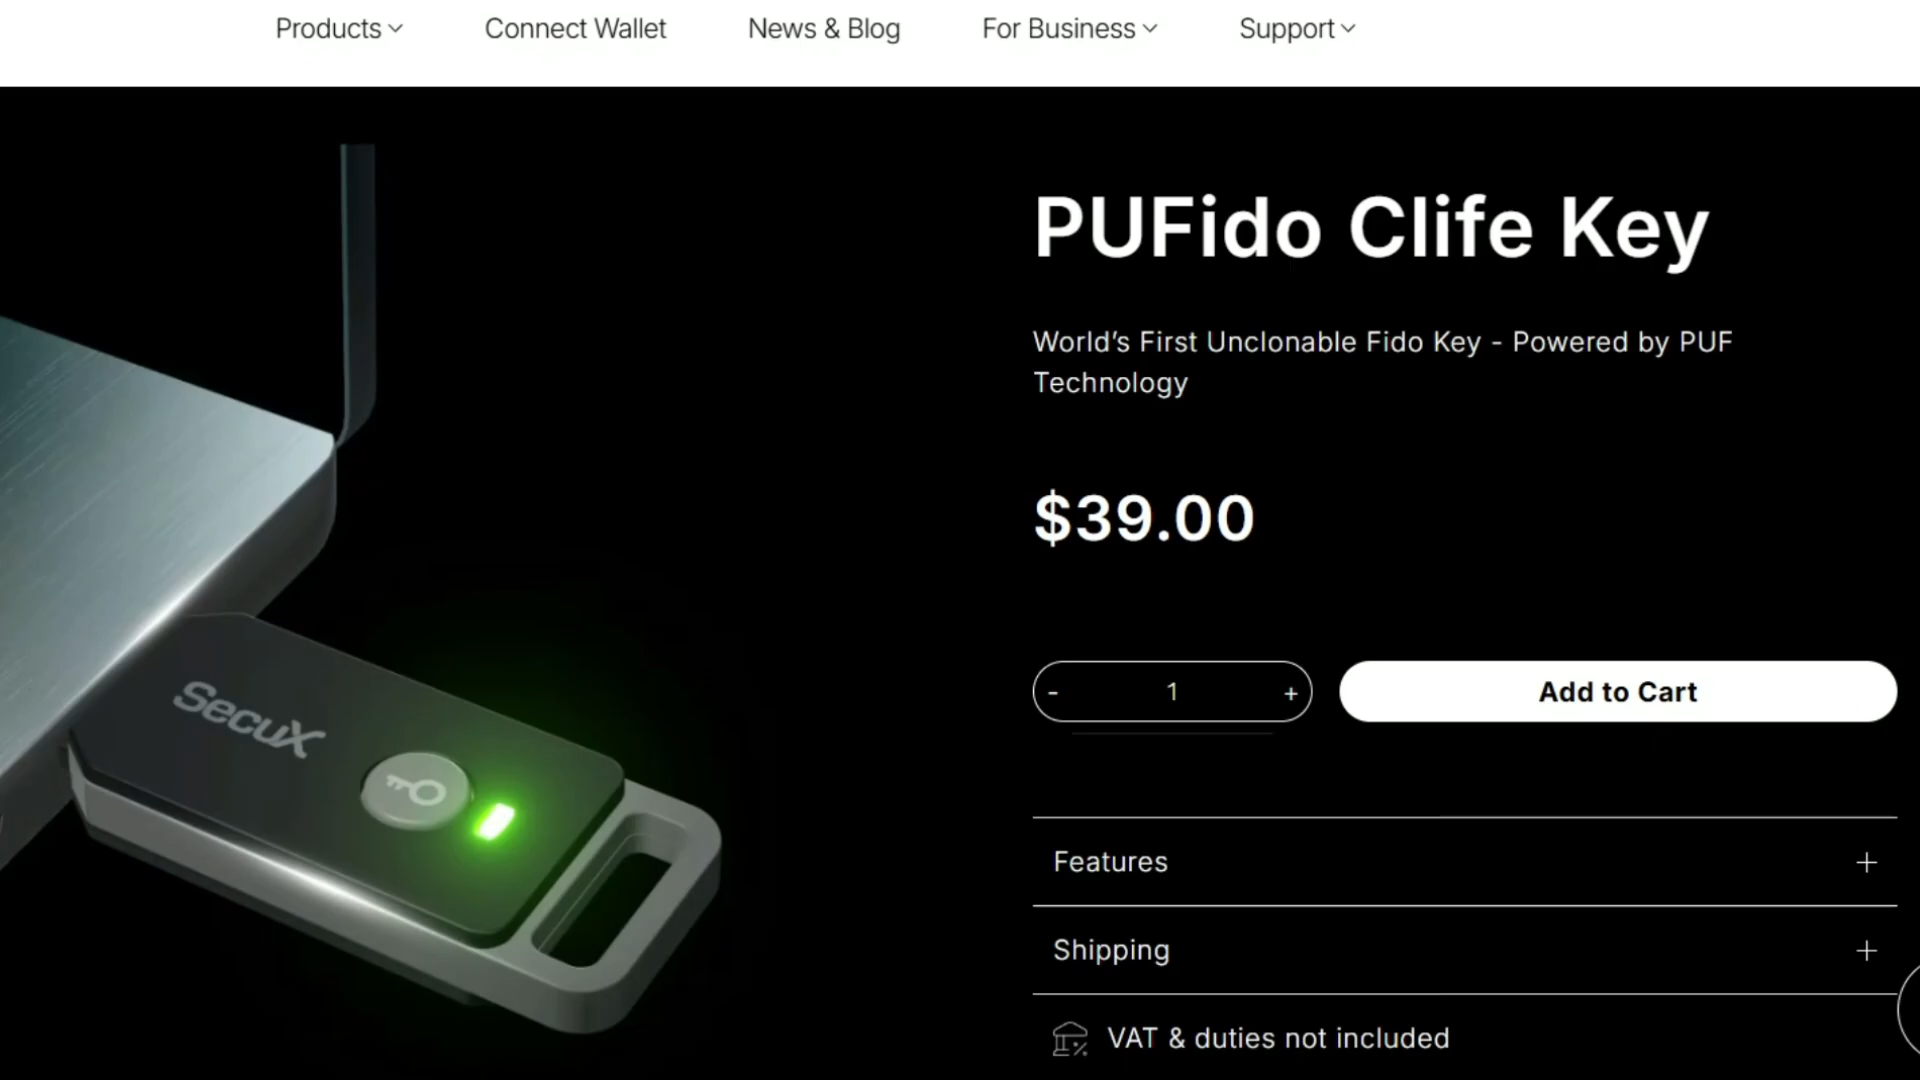 Products
Connect Wallet
News & Blog
For Business
Support
PUFido Clife Key
World’s First Unclonable Fido Key - Powered by PUF
Technology
$39.00
- 1 +
Add to Cart
SecuX
Features +
Shipping +
VAT & duties not included